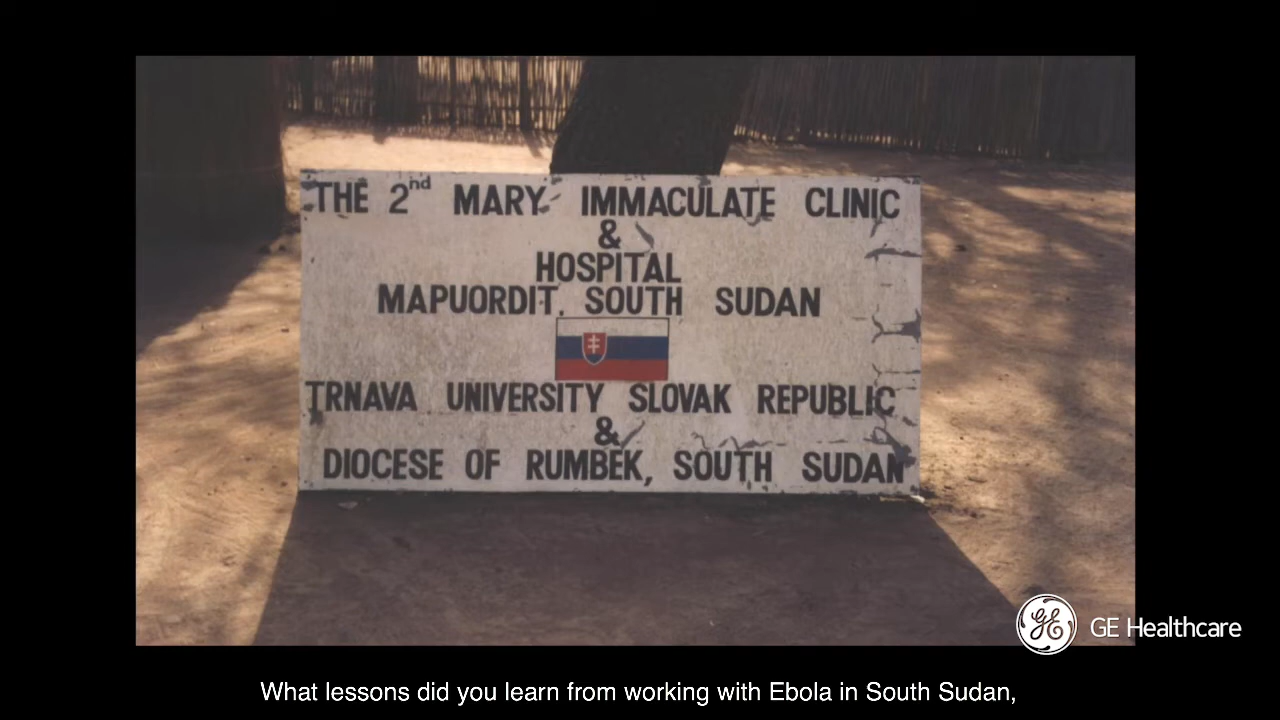 THE 2nd MARY IMMACULATE CLINIC
&
HOSPITAL
MAPUORDIT. SOUTH SUDAN
TRNAVA UNIVERSITY SLOVAK REPUBLIC
&
DIOCESE OF RUMBEK, SOUTH SUDAN
GE GE Healthcare
What lessons did you learn from working with Ebola in South Sudan,